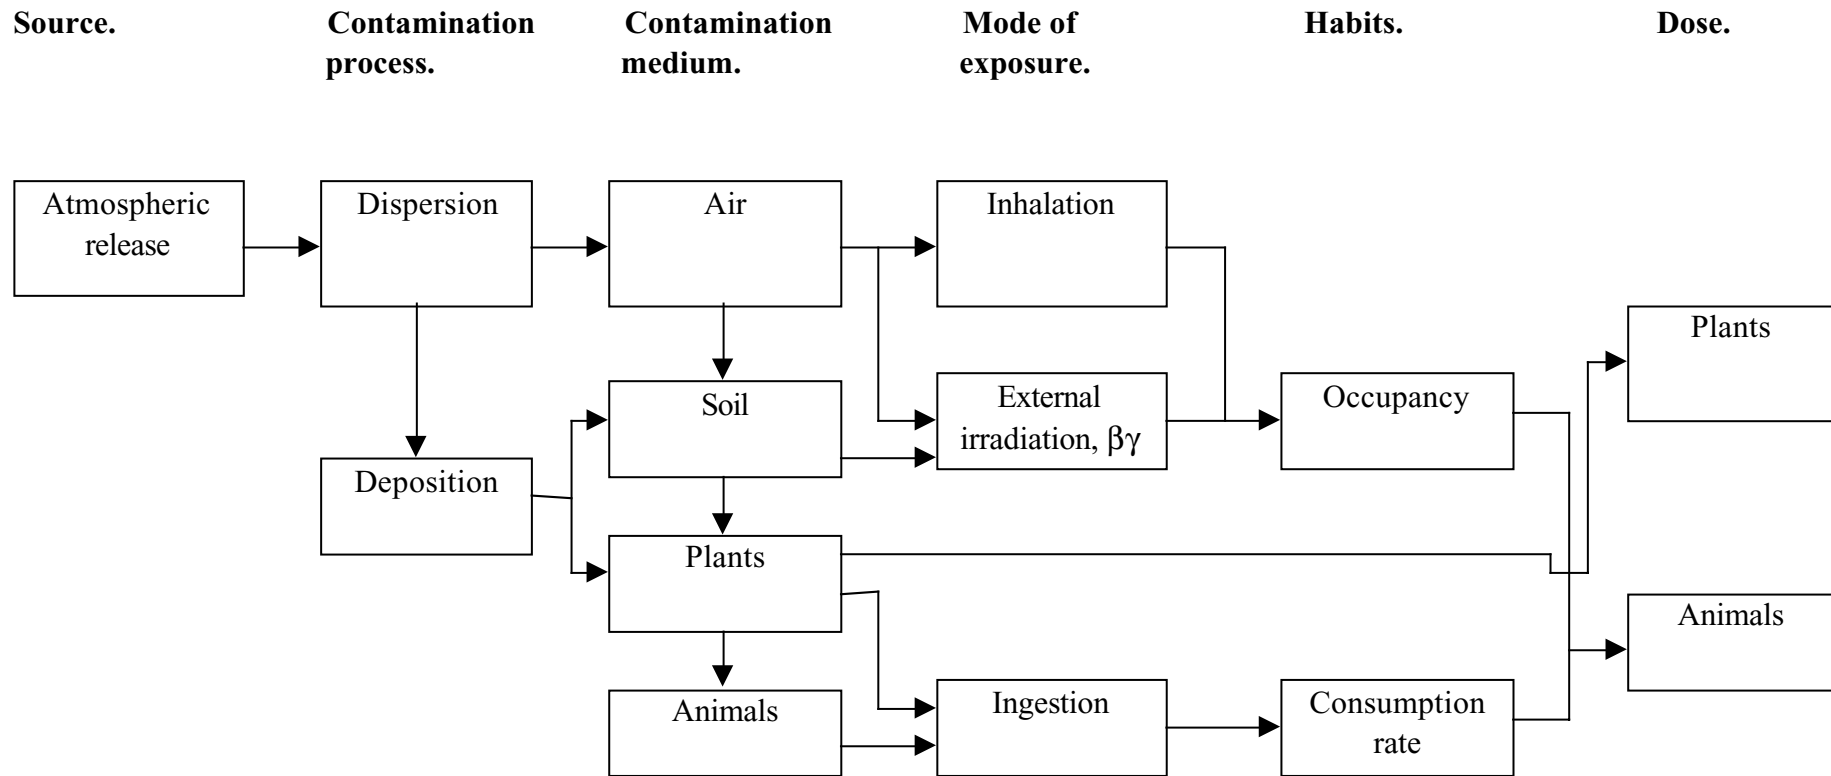 Source.
Contamination
process.
Contamination
medium.
Mode of
exposure.
Habits.
Dose.
Atmospheric
release
Dispersion
Air
Inhalation
Plants
Soil
External
irradiation, βγ
Occupancy
Deposition
Plants
Animals
Animals
Ingestion
Consumption
rate